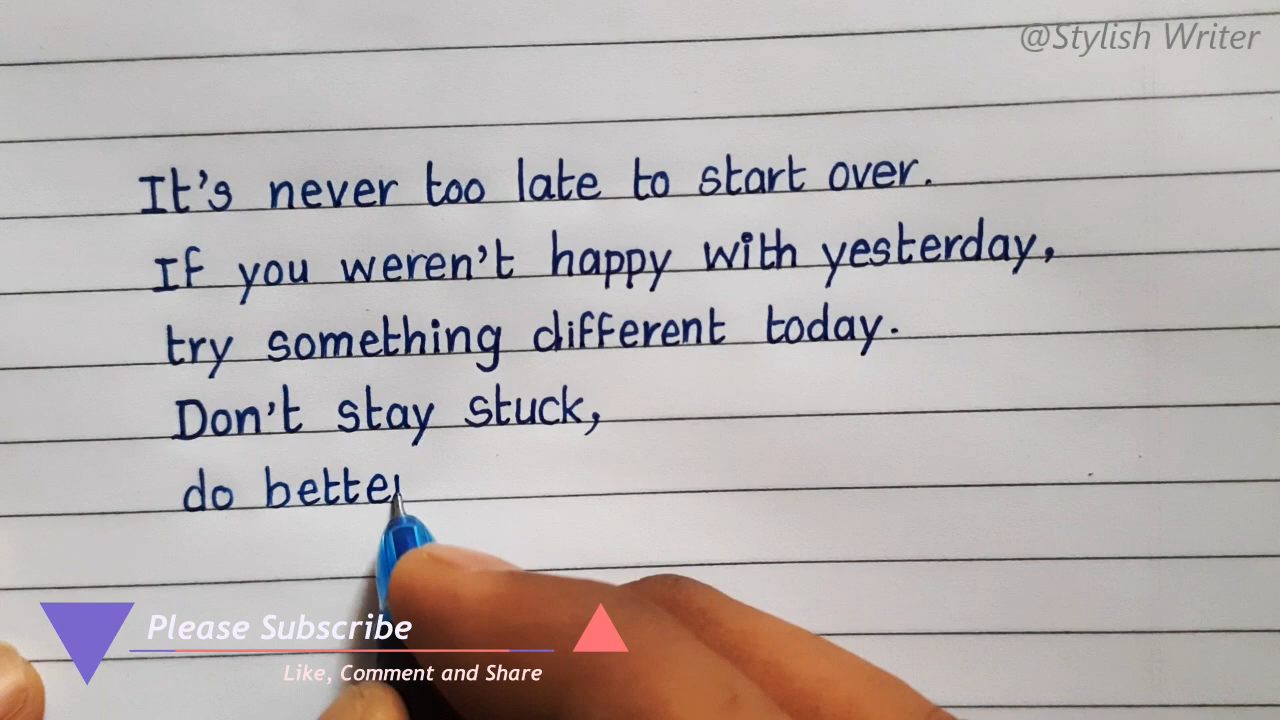 @Stylish Writer
It's never too late to start over.
If you weren't happy with yesterday,
try something different today.
Don't stay stuck,
do better
Please Subscribe
Like, Comment and Share